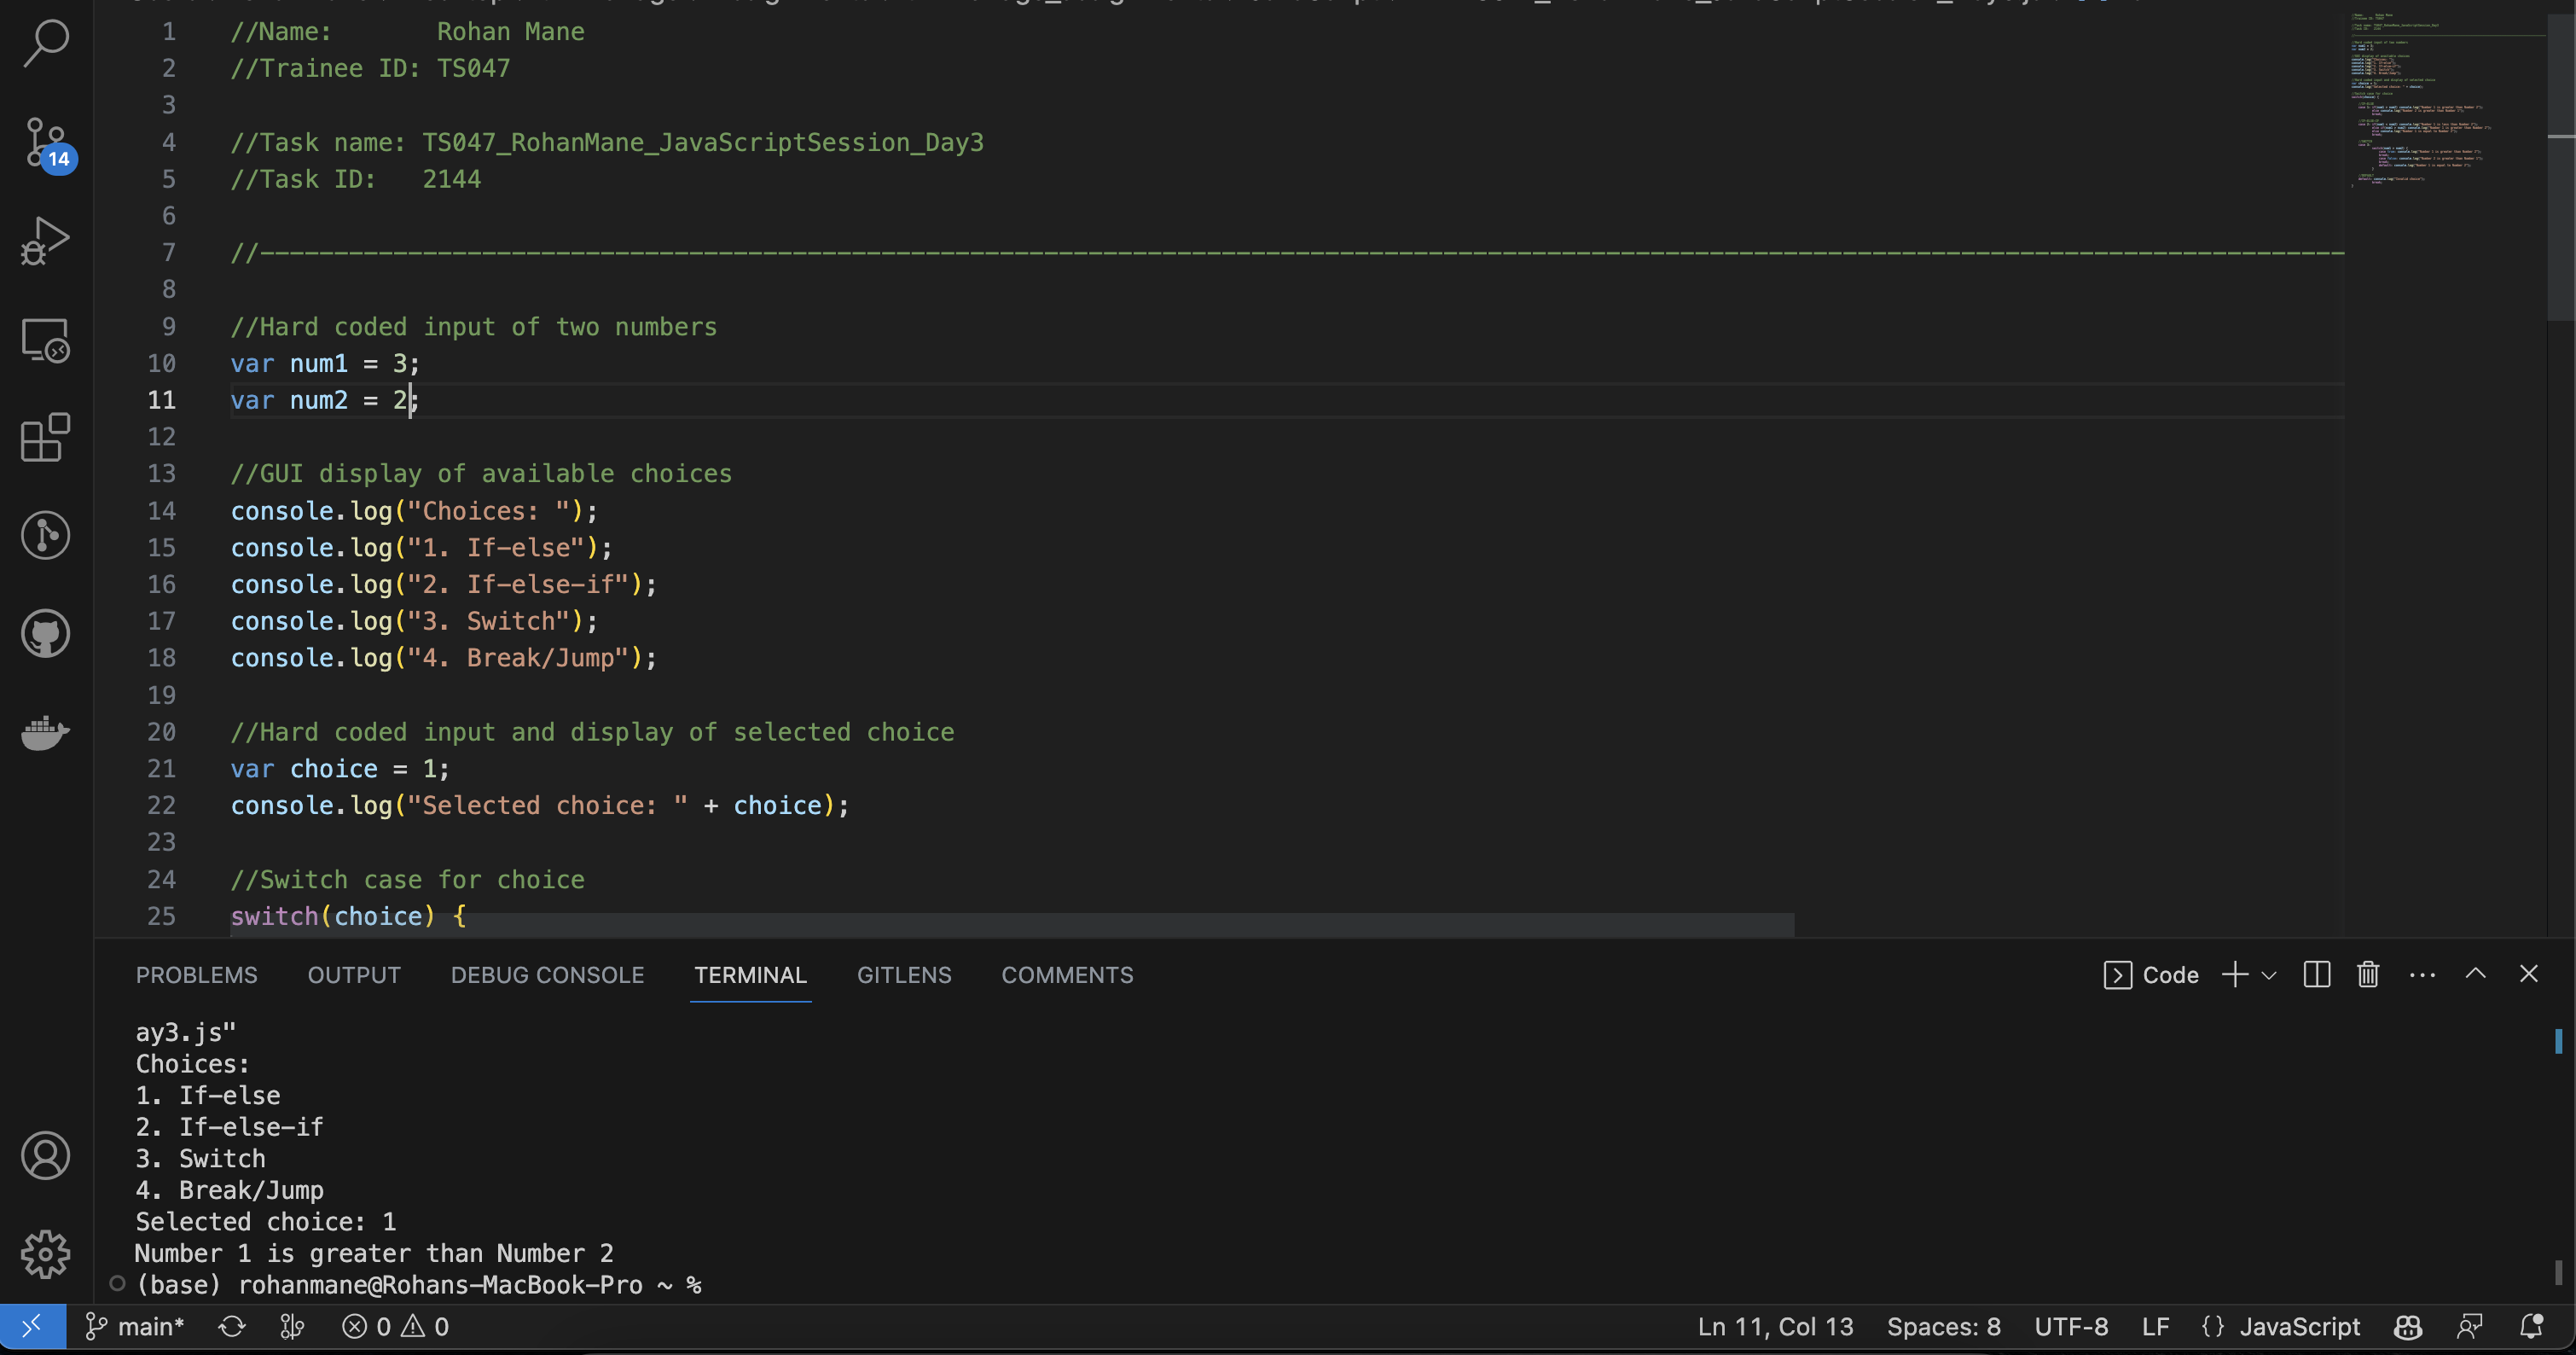 1 //Name:       Rohan Mane
2 //Trainee ID: TS047
3
4 //Task name: TS047_RohanMane_JavaScriptSession_Day3
5 //Task ID:   2144
6
7 //----------------------------------------------------------------------------------------------------------------------------------------------
8
9 //Hard coded input of two numbers
10 var num1 = 3;
11 var num2 = 2;
12
13 //GUI display of available choices
14 console.log("Choices: ");
15 console.log("1. If-else");
16 console.log("2. If-else-if");
17 console.log("3. Switch");
18 console.log("4. Break/Jump");
19
20 //Hard coded input and display of selected choice
21 var choice = 1;
22 console.log("Selected choice: " + choice);
23
24 //Switch case for choice
25 switch(choice) {
14
PROBLEMS OUTPUT DEBUG CONSOLE TERMINAL GITLENS COMMENTS Code
ay3.js"
Choices:
1. If-else
2. If-else-if
3. Switch
4. Break/Jump
Selected choice: 1
Number 1 is greater than Number 2
(base) rohanmane@Rohans-MacBook-Pro ~ %
main* 0 0 Ln 11, Col 13 Spaces: 8 UTF-8 LF {} JavaScript